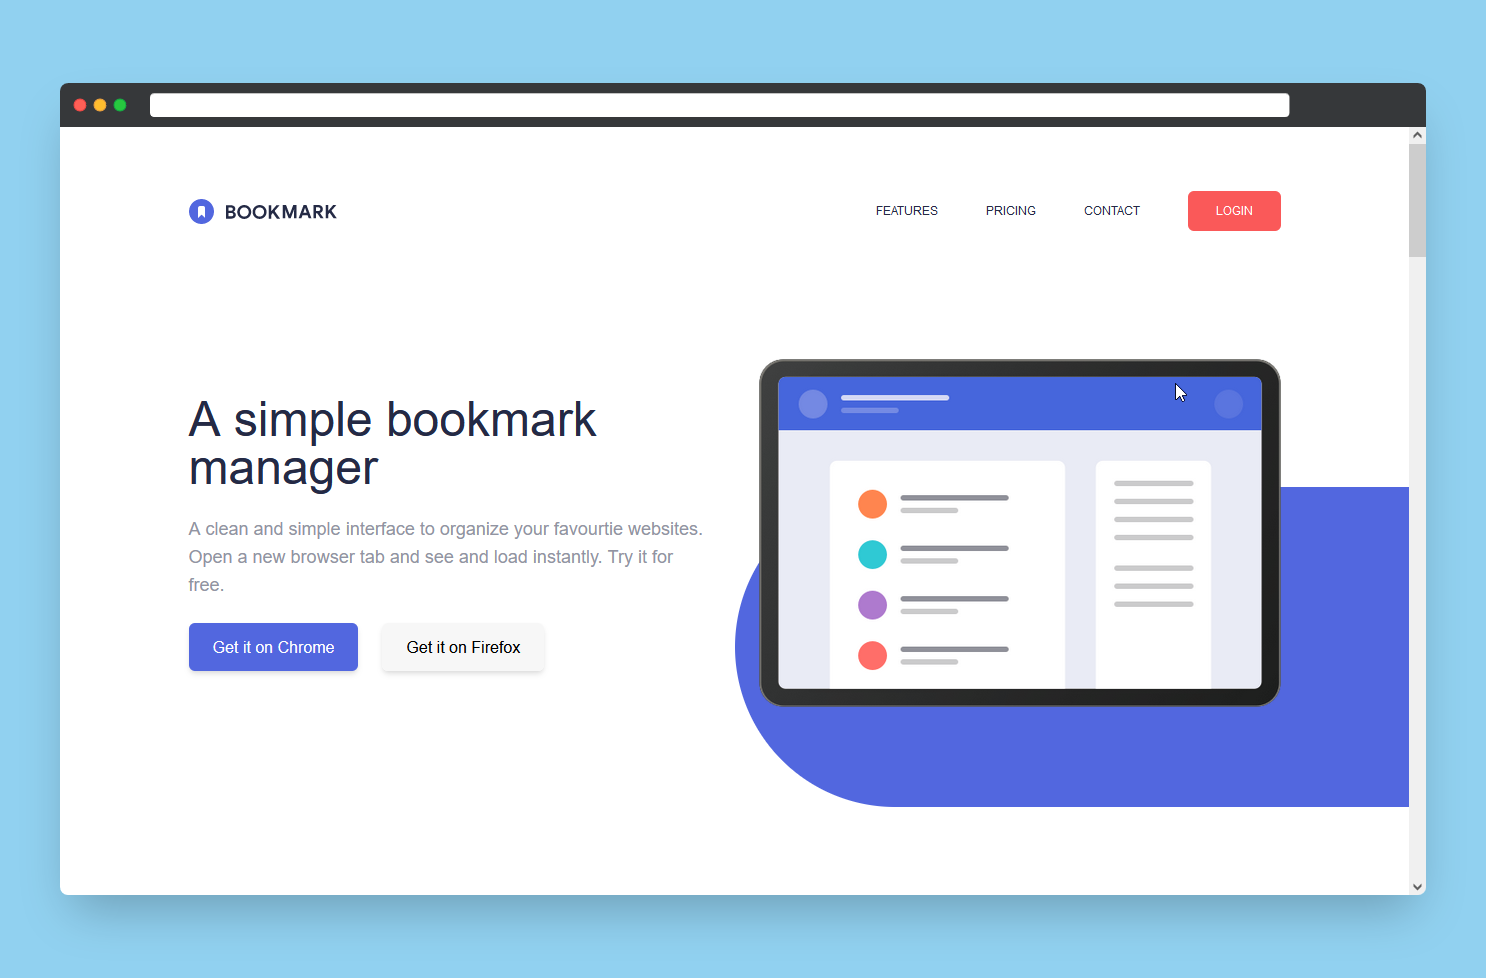 BOOKMARK
FEATURES PRICING CONTACT LOGIN
A simple bookmark
manager
A clean and simple interface to organize your favourtie websites.
Open a new browser tab and see and load instantly. Try it for
free.
Get it on Chrome Get it on Firefox